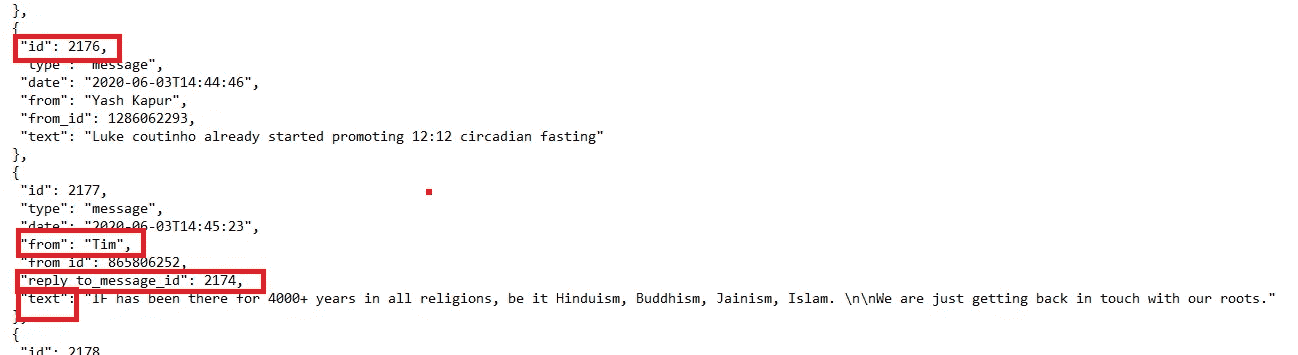 },
{
"id": 2176,
"type": "message",
"date": "2020-06-03T14:44:46",
"from": "Yash Kapur",
"from_id": 1286062293,
"text": "Luke coutinho already started promoting 12:12 circadian fasting"
},
{
"id": 2177,
"type": "message",
"date": "2020-06-03T14:45:23",
"from": "Tim",
"from_id": 865806252,
"reply_to_message_id": 2174,
"text": "IF has been there for 4000+ years in all religions, be it Hinduism, Buddhism, Jainism, Islam. \n\nWe are just getting back in touch with our roots."
},
{
"id": 2178